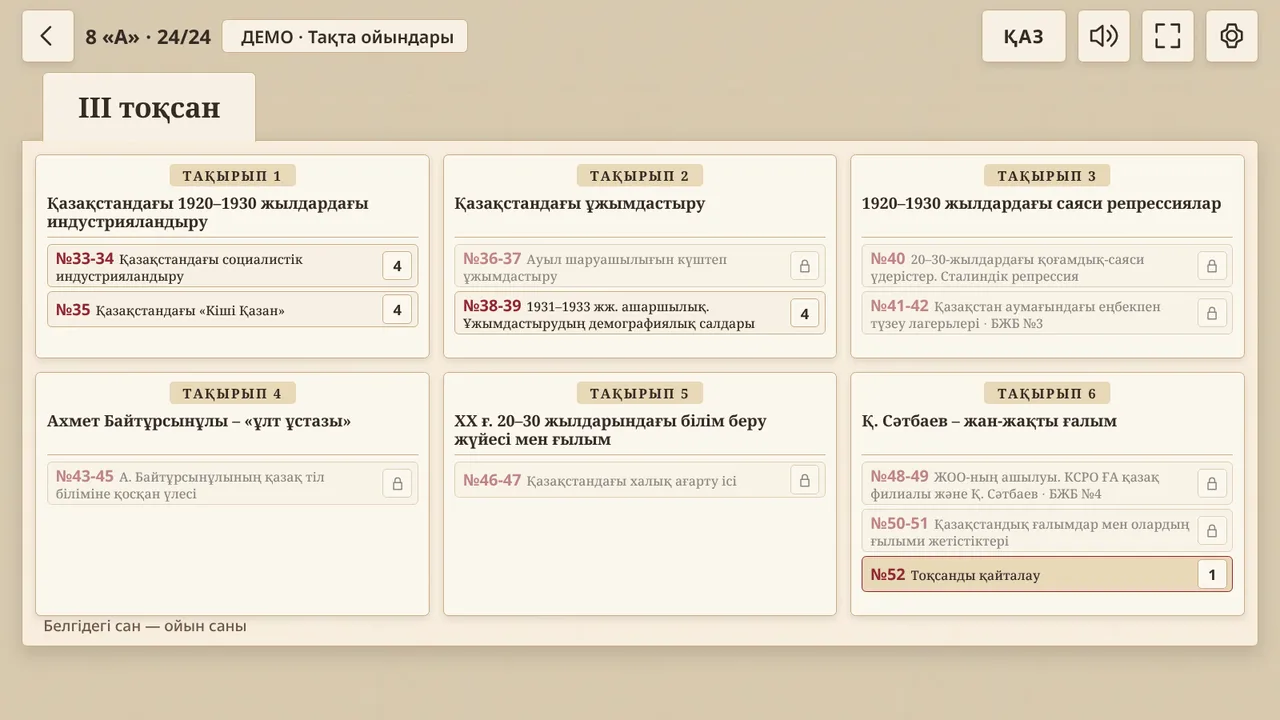 8 «А» · 24/24
ДЕМО · Тақта ойындары
ҚАЗ
III тоқсан
ТАҚЫРЫП 1
Қазақстандағы 1920–1930 жылдардағы
индустрияландыру
№33-34 Қазақстандағы социалистік
индустрияландыру
4
№35 Қазақстандағы «Кіші Қазан»
4
ТАҚЫРЫП 2
Қазақстандағы ұжымдастыру
№36-37 Ауыл шаруашылығын күштеп
ұжымдастыру
№38-39 1931–1933 жж. ашаршылық.
Ұжымдастырудың демографиялық салдары
4
ТАҚЫРЫП 3
1920–1930 жылдардағы саяси репрессиялар
№40 20–30-жылдардағы қоғамдық-саяси
үдерістер. Сталиндік репрессия
№41-42 Қазақстан аумағындағы еңбекпен
түзеу лагерьлері · БЖБ №3
ТАҚЫРЫП 4
Ахмет Байтұрсынұлы – «ұлт ұстазы»
№43-45 А. Байтұрсынұлының қазақ тіл
біліміне қосқан үлесі
ТАҚЫРЫП 5
XX ғ. 20–30 жылдарындағы білім беру
жүйесі мен ғылым
№46-47 Қазақстандағы халық ағарту ісі
ТАҚЫРЫП 6
Қ. Сәтбаев – жан-жақты ғалым
№48-49 ЖОО-ның ашылуы. КСРО ҒА қазақ
филиалы және Қ. Сәтбаев · БЖБ №4
№50-51 Қазақстандық ғалымдар мен олардың
ғылыми жетістіктері
№52 Тоқсанды қайталау
1
Белгідегі сан — ойын саны